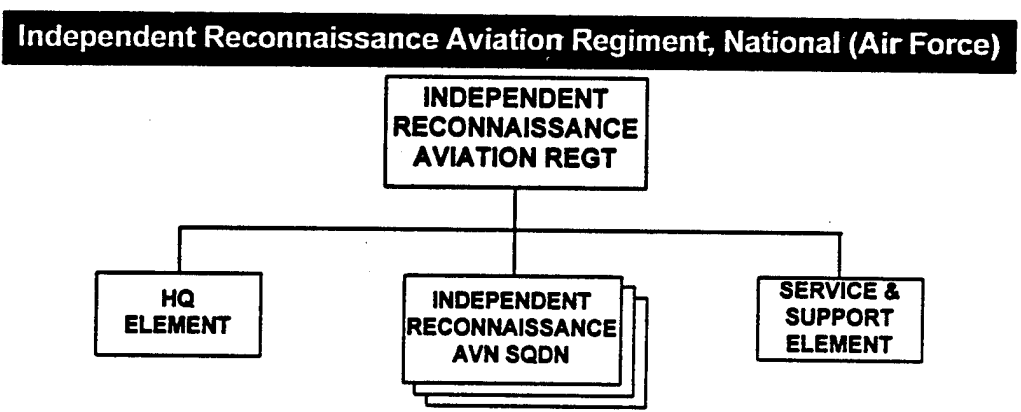 Independent Reconnaissance Aviation Regiment, National (Air Force)
INDEPENDENT
RECONNAISSANCE
AVIATION REGT
HQ
ELEMENT
INDEPENDENT
RECONNAISSANCE
AVN SQDN
SERVICE &
SUPPORT
ELEMENT